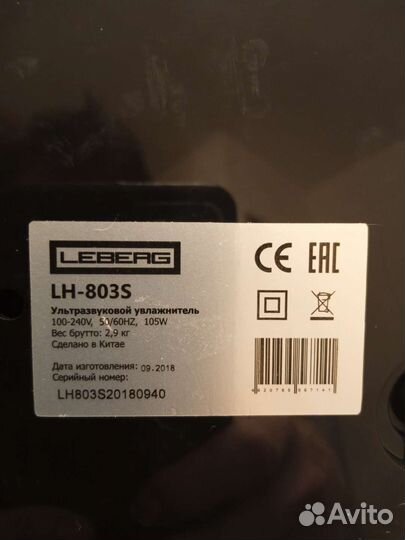 LEBERG
CE EAC
LH-803S
Ультразвуковой увлажнитель
100-240V, 50/60HZ, 105W
Вес брутто: 2,9 кг
Сделано в Китае
Дата изготовления: 09.2018
Серийный номер:
LH803S20180940
Avito